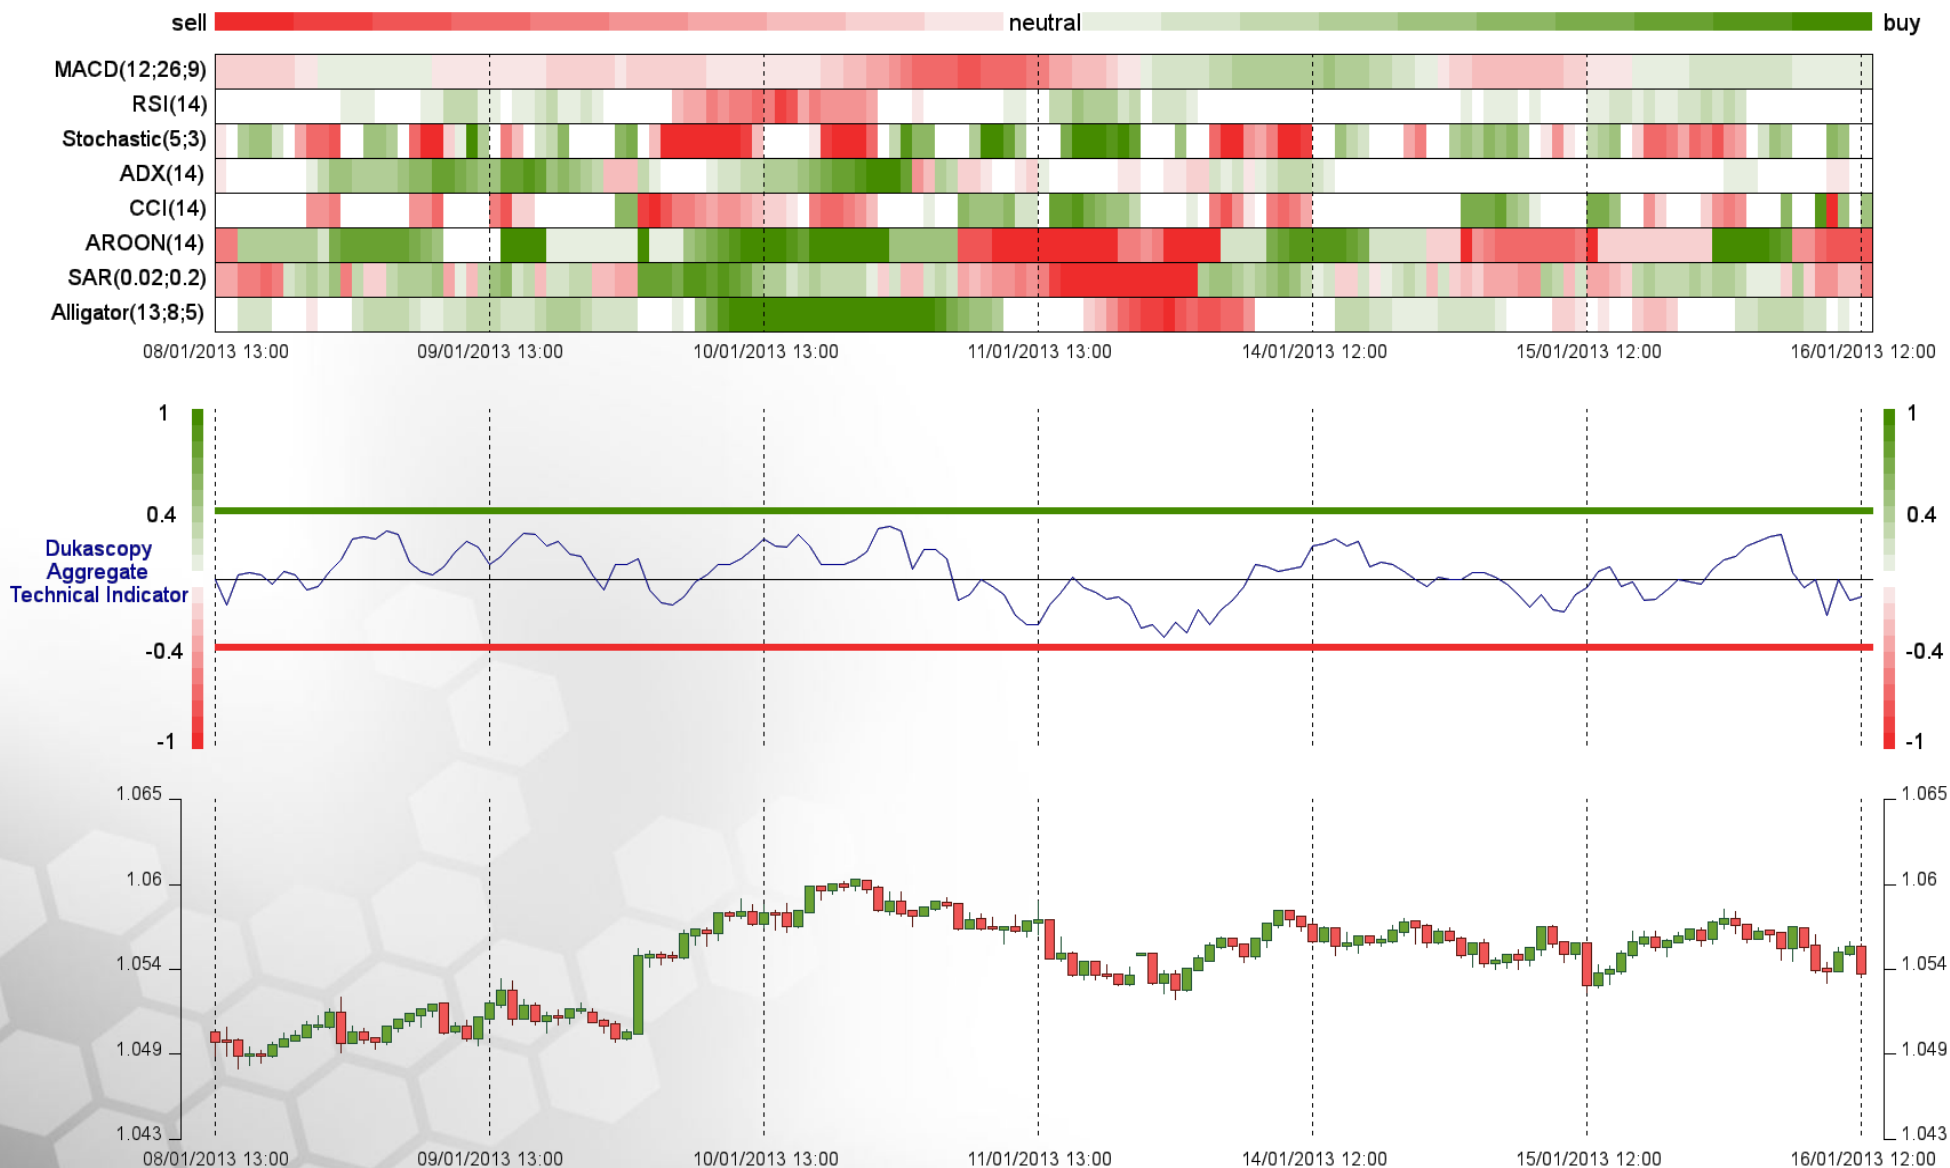 sell neutral buy
MACD(12;26;9)
RSI(14)
Stochastic(5;3)
ADX(14)
CCI(14)
AROON(14)
SAR(0.02;0.2)
Alligator(13;8;5)
08/01/2013 13:00 09/01/2013 13:00 10/01/2013 13:00 11/01/2013 13:00 14/01/2013 12:00 15/01/2013 12:00 16/01/2013 12:00
1 1
0.4 0.4
Dukascopy
Aggregate
Technical Indicator
-0.4 -0.4
-1 -1
1.065 1.065
1.06 1.06
1.054 1.054
1.049 1.049
1.043 1.043
08/01/2013 13:00 09/01/2013 13:00 10/01/2013 13:00 11/01/2013 13:00 14/01/2013 12:00 15/01/2013 12:00 16/01/2013 12:00